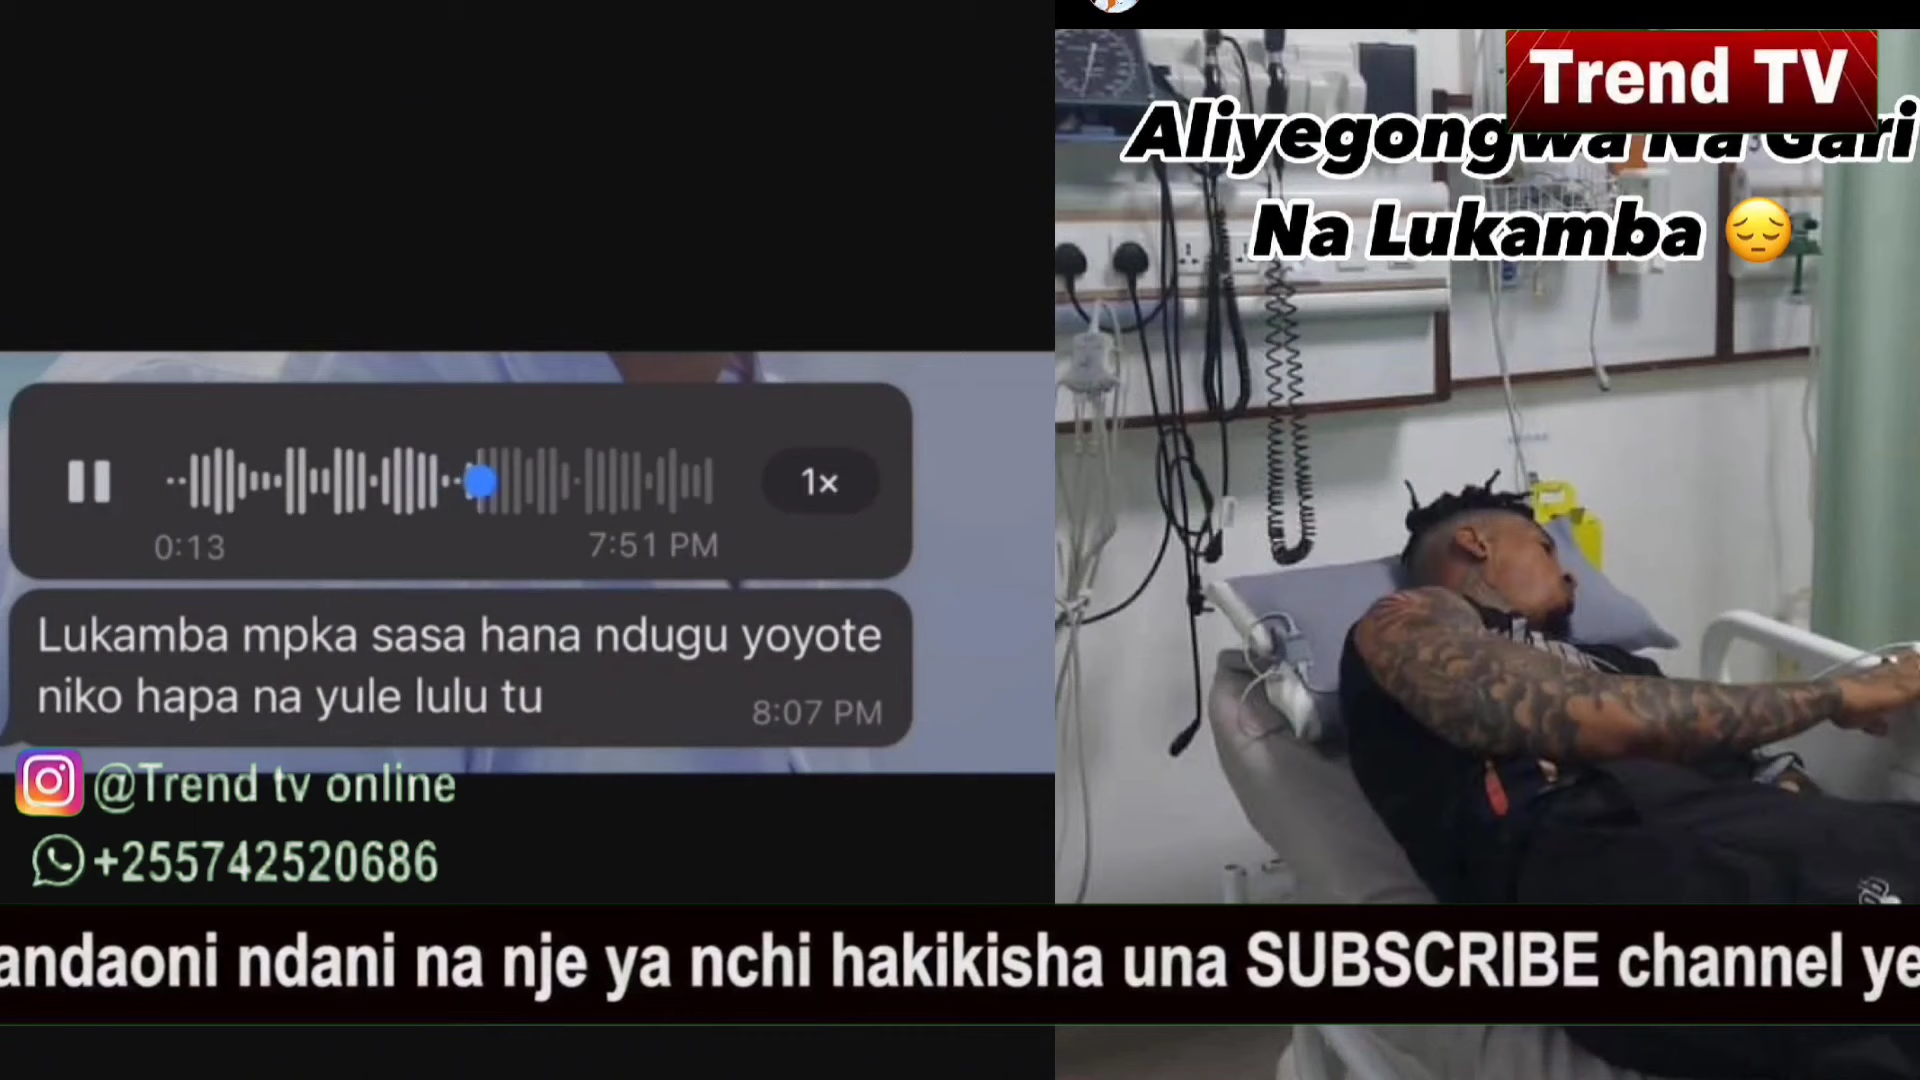 0:13
7:51 PM
1×
Lukamba mpka sasa hana ndugu yoyote
niko hapa na yule lulu tu
8:07 PM
@Trend tv online
+255742520686
Trend TV
Aliyegongwa Na Gari
Na Lukamba 😔
andaoni ndani na nje ya nchi hakikisha una SUBSCRIBE channel ye